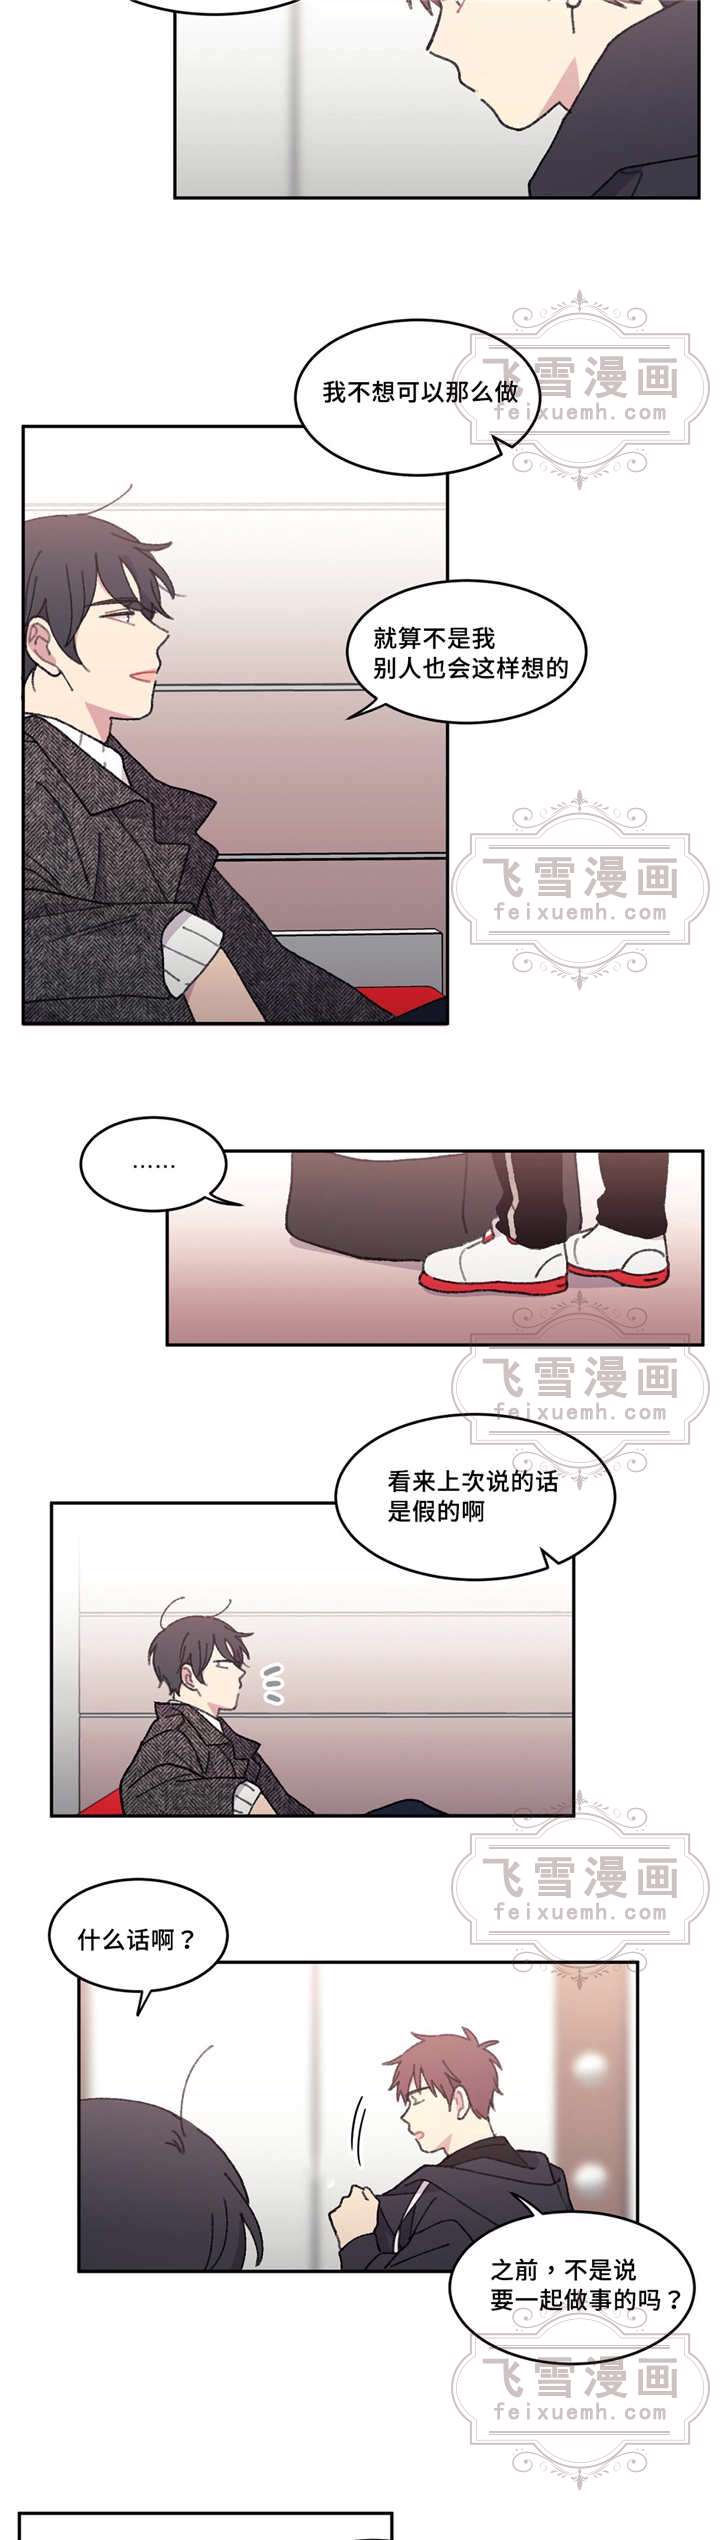 我不想可以那么做
飞雪漫画
feixuemh.com
就算不是我
别人也会这样想的
飞雪漫画
feixuemh.com
……
飞雪漫画
feixuemh.com
看来上次说的话
是假的啊
飞雪漫画
feixuemh.com
什么话啊？
之前，不是说
要一起做事的吗？
飞雪漫画
feixuemh.com